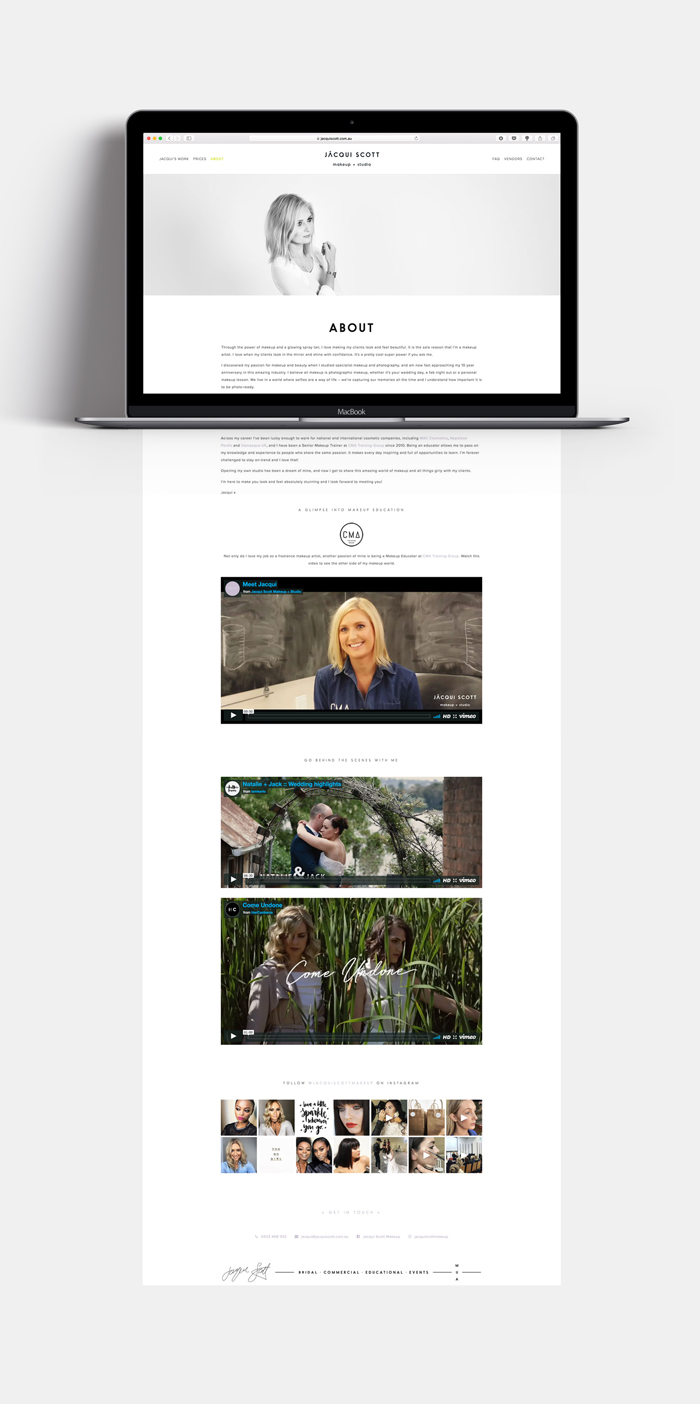 jacquiscott.com.au
JACQUI'S WORK PRICES ABOUT
JÁCQUI SCOTT
makeup + studio
FAQ VENDORS CONTACT
ABOUT
Through the power of makeup and a glowing spray tan, I love making my clients look and feel beautiful. It is the sole reason that I'm a makeup
artist. I love when my clients look in the mirror and shine with confidence. It's a pretty cool super power if you ask me.
I discovered my passion for makeup and beauty when I studied specialist makeup and photography, and am now fast approaching my 10 year
anniversary in this amazing industry. I believe all makeup is photographic makeup, whether it's your wedding day, a fab night out or a personal
makeup lesson. We live in a world where selfies are a way of life – we're capturing our memories all the time and I understand how important it is
to be photo ready.
MacBook
Across my career I've been lucky enough to work for national and international cosmetic companies, including
and I have been a Senior Makeup Trainer at CMA Training Group since 2010. Being an educator allows me to pass on
my knowledge and experience to people who share the same passion. It makes every day inspiring and full of opportunities to learn. I'm forever
challenged to stay on trend and I love that!
Opening my own studio has been a dream of mine, and now I get to share this amazing world of makeup and all things girly with my clients.
I'm here to make you look and feel absolutely stunning and I look forward to meeting you!
Jacqui x
A GLIMPSE INTO MAKEUP EDUCATION
CMA
Not only do I love my job as a freelance makeup artist, another passion of mine is being a Makeup Educator at CMA Training Group. Watch this
video to see the other side of my makeup world.
Meet Jacqui
from Jacqui Scott Makeup + Studio
CMA
JÁCQUI SCOTT
makeup + studio
HD vimeo
GO BEHIND THE SCENES WITH ME
Natalie + Jack :: Wedding highlights
from
NATALIE & JACK
HD vimeo
Come Undone
from
Come Undone
HD vimeo
FOLLOW @JACQUISCOTTMAKEUP ON INSTAGRAM
leave a little
sparkle
wherever
you go
YOU
GO
GIRL
+ GET IN TOUCH +
Jacqui Scott Makeup
jacquiscottmakeup
Jacqui Scott
BRIDAL · COMMERCIAL · EDUCATIONAL · EVENTS
M
U
A